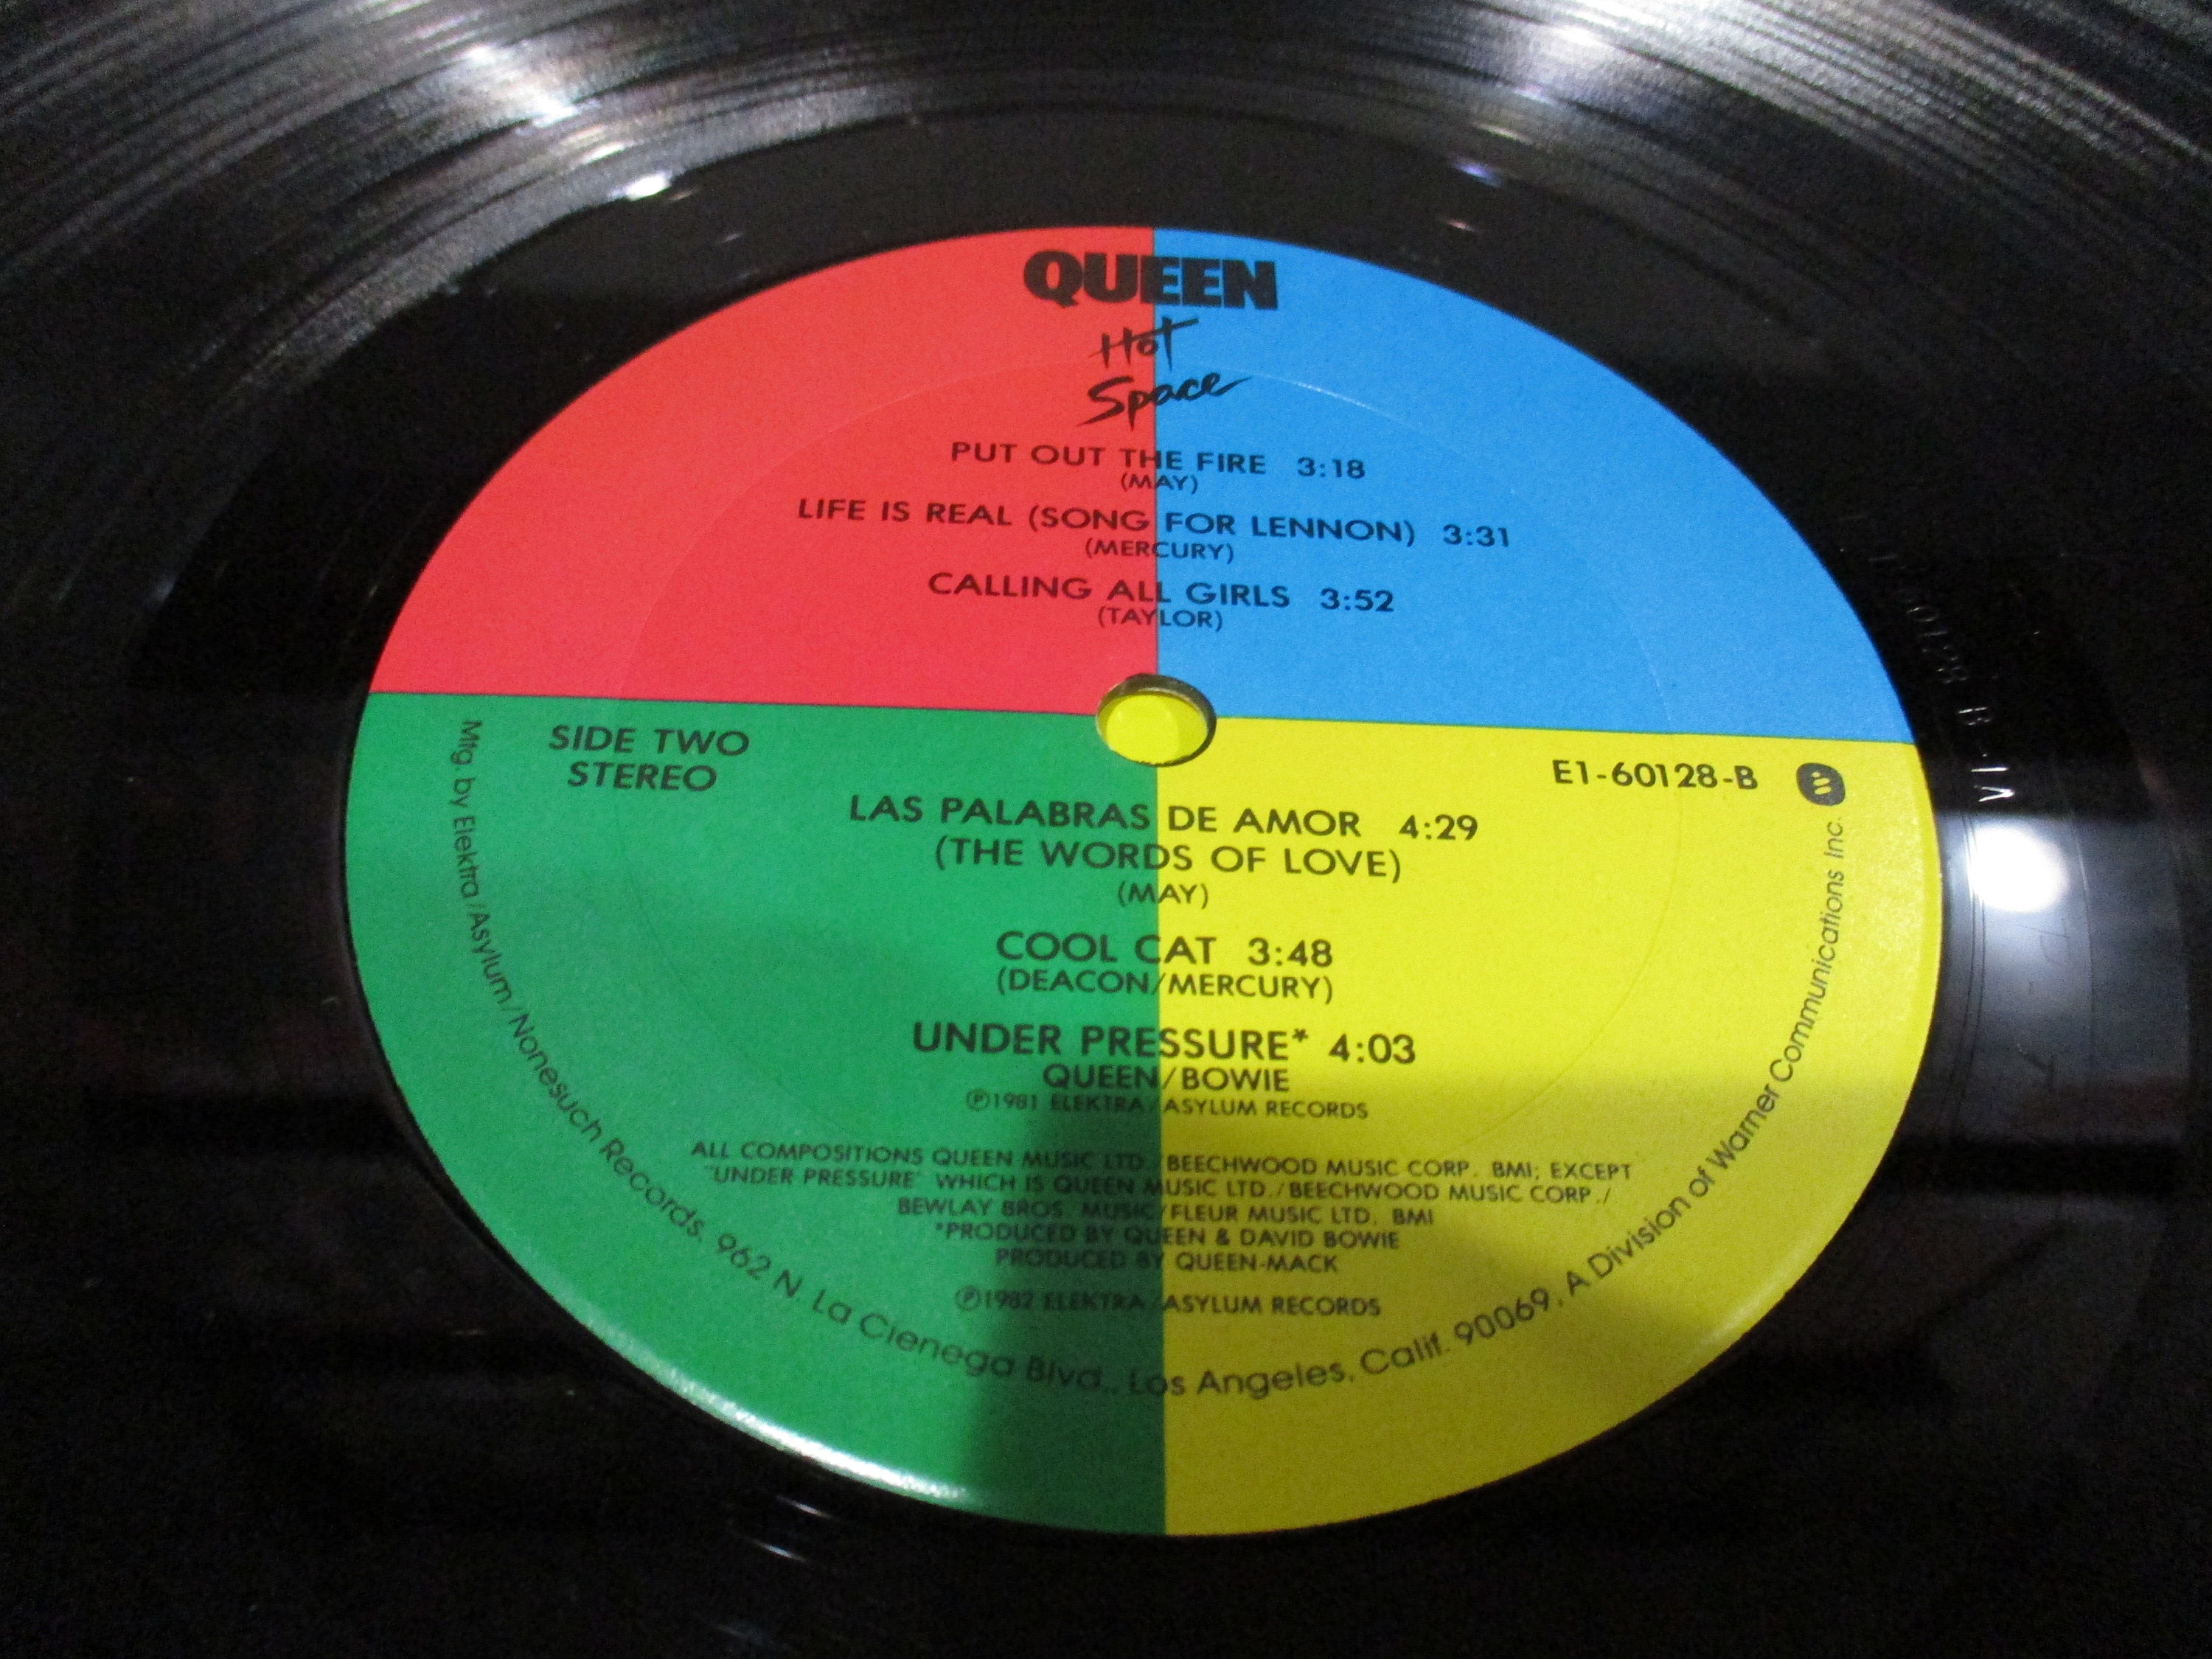 QUEEN
Hot
Space
PUT OUT THE FIRE 3:18
(MAY)
LIFE IS REAL (SONG FOR LENNON) 3:31
(MERCURY)
CALLING ALL GIRLS 3:52
(TAYLOR)
SIDE TWO
STEREO
E1-60128-B
LAS PALABRAS DE AMOR 4:29
(THE WORDS OF LOVE)
(MAY)
COOL CAT 3:48
(DEACON/MERCURY)
UNDER PRESSURE* 4:03
QUEEN/BOWIE
℗1981 ELEKTRA/ASYLUM RECORDS
ALL COMPOSITIONS QUEEN MUSIC LTD./BEECHWOOD MUSIC CORP. BMI; EXCEPT
"UNDER PRESSURE" WHICH IS QUEEN MUSIC LTD./BEECHWOOD MUSIC CORP./
BEWLAY BROS. MUSIC/FLEUR MUSIC LTD. BMI
*PRODUCED BY QUEEN & DAVID BOWIE
PRODUCED BY QUEEN-MACK
℗1982 ELEKTRA/ASYLUM RECORDS
Mfg. by Elektra/Asylum/Nonesuch Records, 962 N. La Cienega Blvd., Los Angeles, Calif. 90069, A Division of Warner Communications Inc.